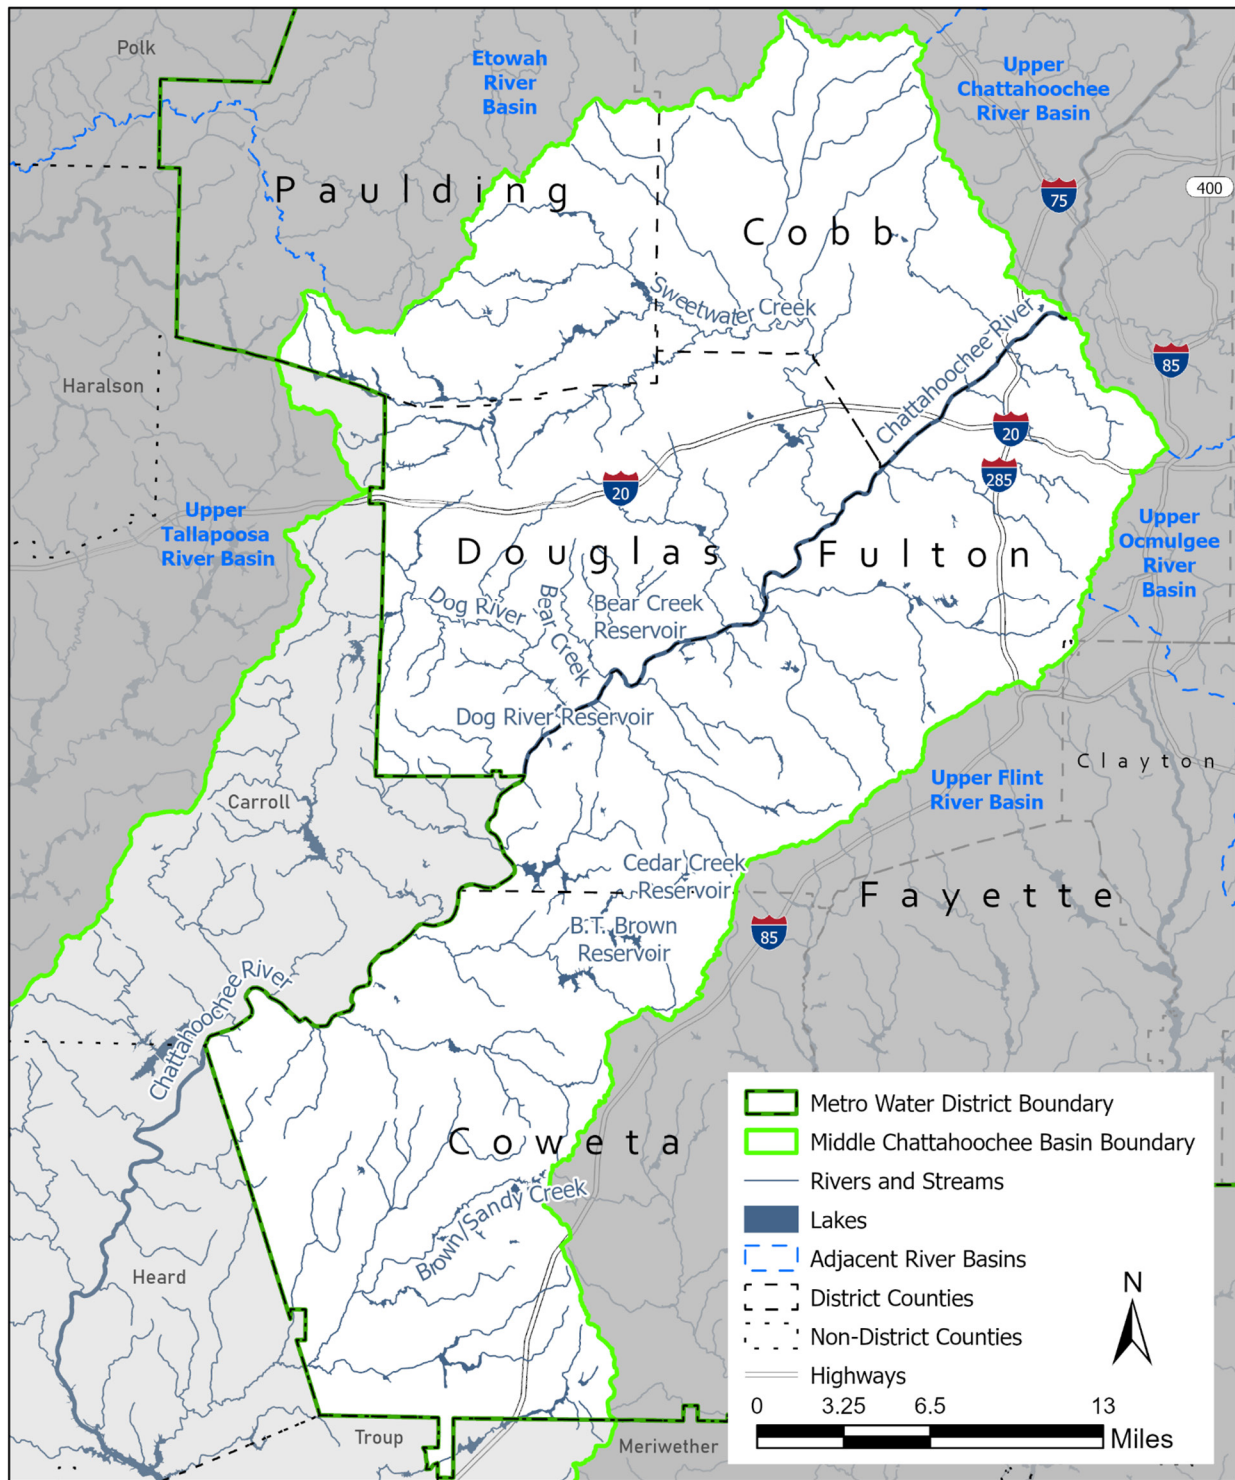 Polk
Etowah
River
Basin
Upper
Chattahoochee
River Basin
400
75
Paulding
Cobb
Sweetwater Creek
Chattahoochee River
85
Haralson
20
20
285
Upper
Tallapoosa
River Basin
Upper
Ocmulgee
River
Basin
Douglas
Fulton
Dog River
Bear Creek
Bear Creek
Reservoir
Dog River Reservoir
Clayton
Upper Flint
River Basin
Carroll
Cedar Creek
Reservoir
Fayette
B.T. Brown
Reservoir
85
Chattahoochee River
Coweta
Brown/Sandy Creek
Heard
Troup
Meriwether
Metro Water District Boundary
Middle Chattahoochee Basin Boundary
Rivers and Streams
Lakes
Adjacent River Basins
District Counties
Non-District Counties
Highways
N
0 3.25 6.5 13
Miles